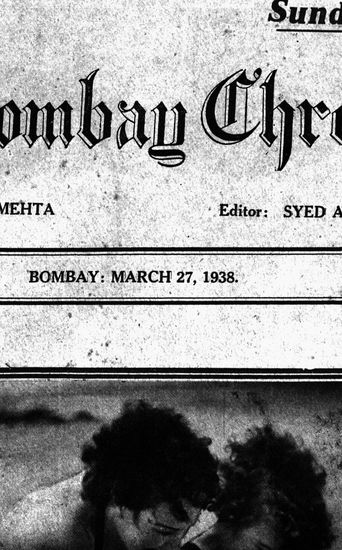 Sund
ombay Chro
MEHTA
Editor: SYED A
BOMBAY: MARCH 27, 1938.